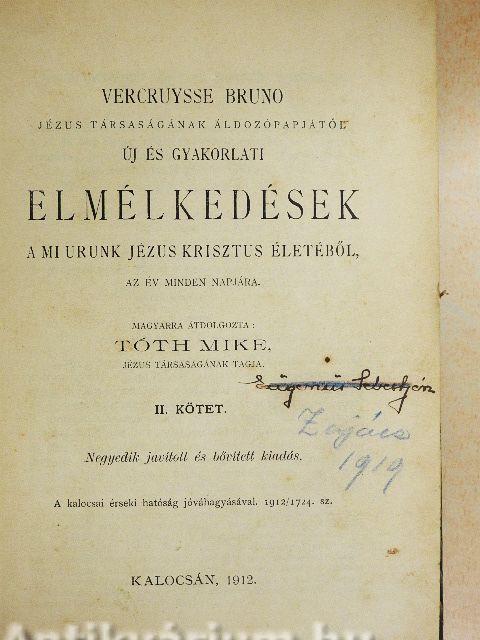 VERCRUYSSE BRUNO
JÉZUS TÁRSASÁGÁNAK ÁLDOZÓPAPJÁTÓL
ÚJ ÉS GYAKORLATI
ELMÉLKEDÉSEK
A MI URUNK JÉZUS KRISZTUS ÉLETÉBŐL,
AZ ÉV MINDEN NAPJÁRA.
MAGYARRA ÁTDOLGOZTA:
TÓTH MIKE,
JÉZUS TÁRSASÁGÁNAK TAGJA.
II. KÖTET.
1919
Negyedik javított és bővített kiadás.
A kalocsai érseki hatóság jóváhagyásával. 1912/1724. sz.
KALOCSÁN, 1912.
Antikvárium.hu